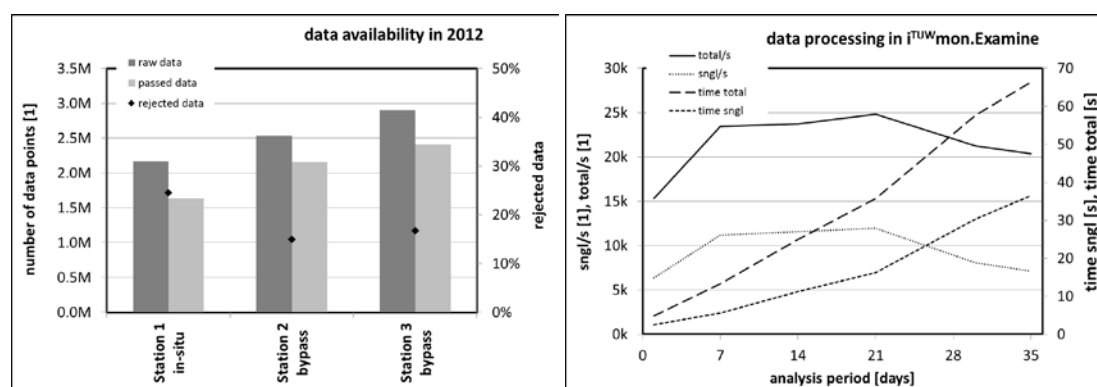 data availability in 2012
raw data
passed data
rejected data
number of data points [1]
3.5M
3.0M
2.5M
2.0M
1.5M
1.0M
0.5M
0.0M
50%
40%
30%
20%
10%
0%
rejected data
Station 1
in-situ
Station 2
bypass
Station 3
bypass
data processing in iTUWmon.Examine
total/s
sngl/s
time total
time sngl
sngl/s [1], total/s [1]
30k
25k
20k
15k
10k
5k
0k
70
60
50
40
30
20
10
0
time sngl [s], time total [s]
0
7
14
21
28
35
analysis period [days]